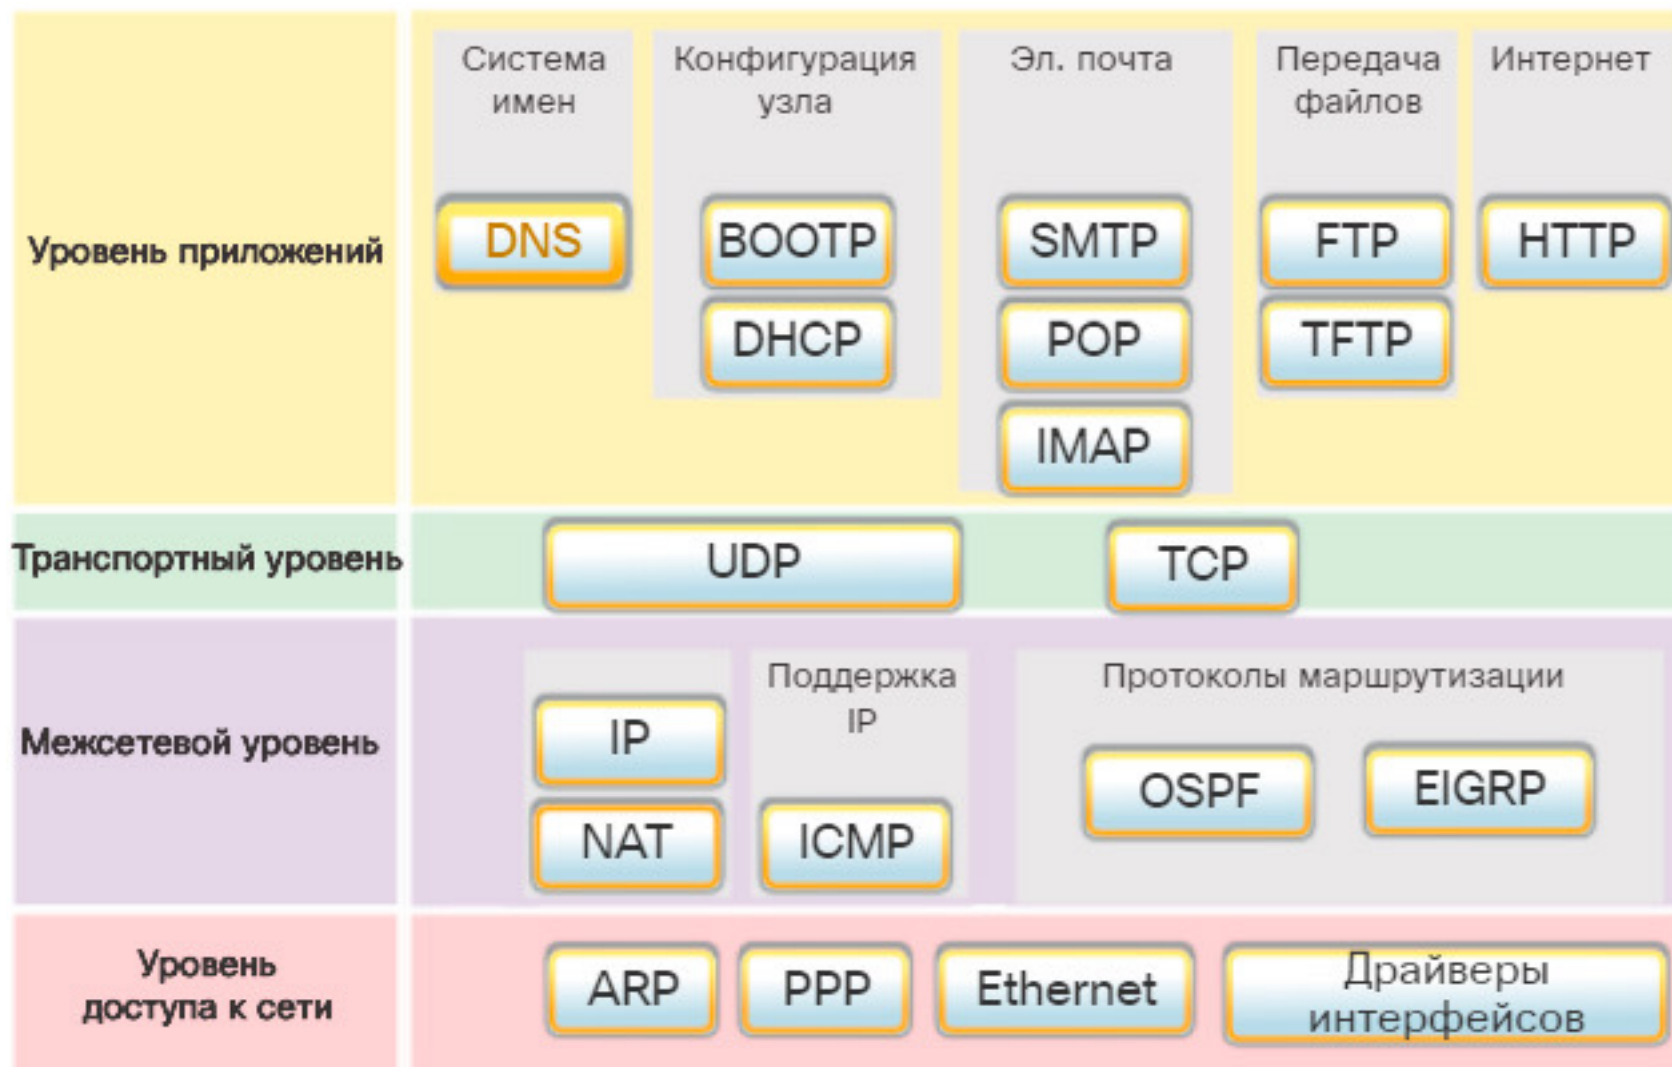 Система
имен
Конфигурация
узла
Эл. почта
Передача
файлов
Интернет
Уровень приложений
DNS
BOOTP
SMTP
FTP
HTTP
DHCP
POP
TFTP
IMAP
Транспортный уровень
UDP
TCP
Межсетевой уровень
IP
NAT
Поддержка
IP
ICMP
Протоколы маршрутизации
OSPF
EIGRP
Уровень
доступа к сети
ARP
PPP
Ethernet
Драйверы
интерфейсов